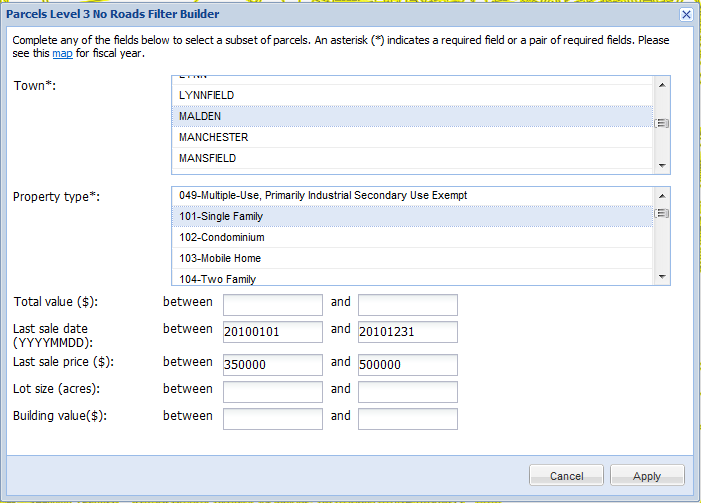 Parcels Level 3 No Roads Filter Builder
Complete any of the fields below to select a subset of parcels. An asterisk (*) indicates a required field or a pair of required fields. Please
see this map for fiscal year.
Town*:
LYNN
LYNNFIELD
MALDEN
MANCHESTER
MANSFIELD
Property type*:
049-Multiple-Use, Primarily Industrial Secondary Use Exempt
101-Single Family
102-Condominium
103-Mobile Home
104-Two Family
Total value ($): between and
Last sale date between 20100101 and 20101231
(YYYYMMDD):
Last sale price ($): between 350000 and 500000
Lot size (acres): between and
Building value($): between and
Cancel Apply